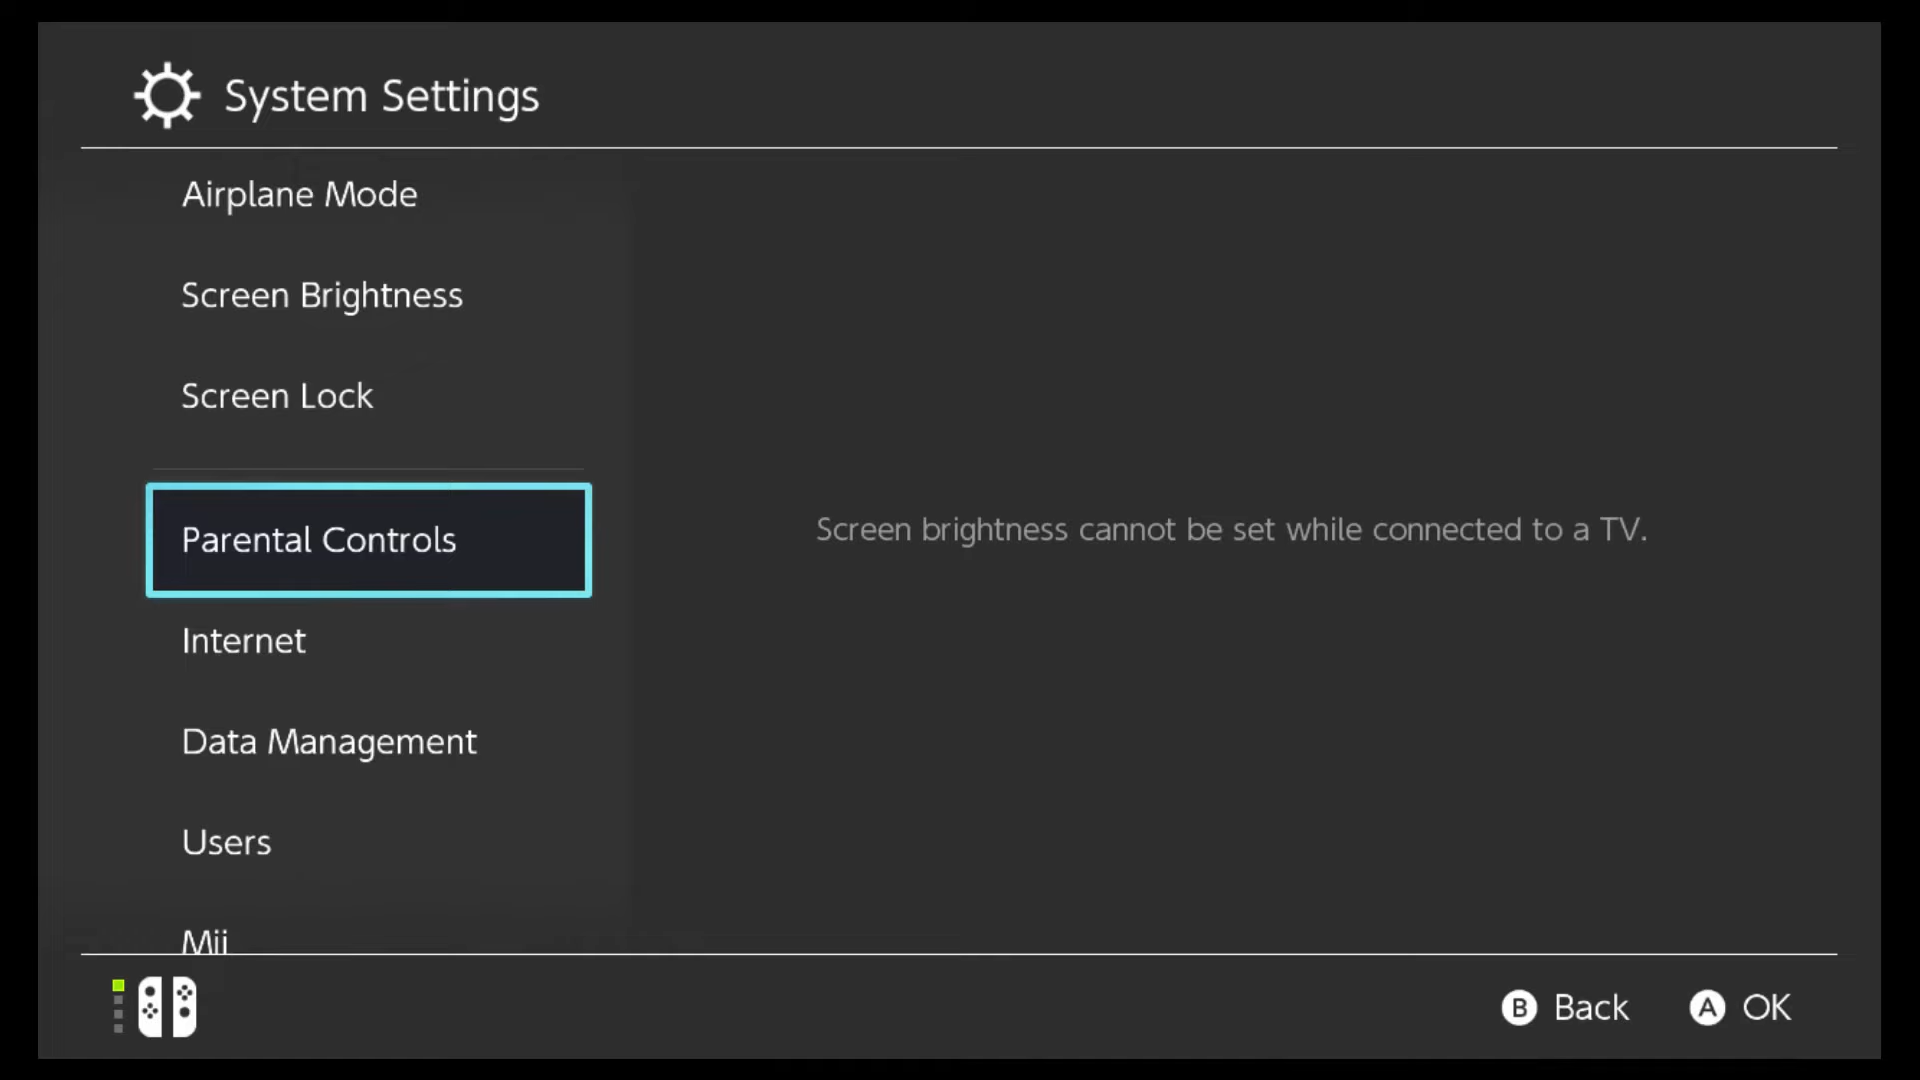 System Settings
Airplane Mode
Screen Brightness
Screen Lock
Parental Controls
Screen brightness cannot be set while connected to a TV.
Internet
Data Management
Users
Mii
B Back A OK